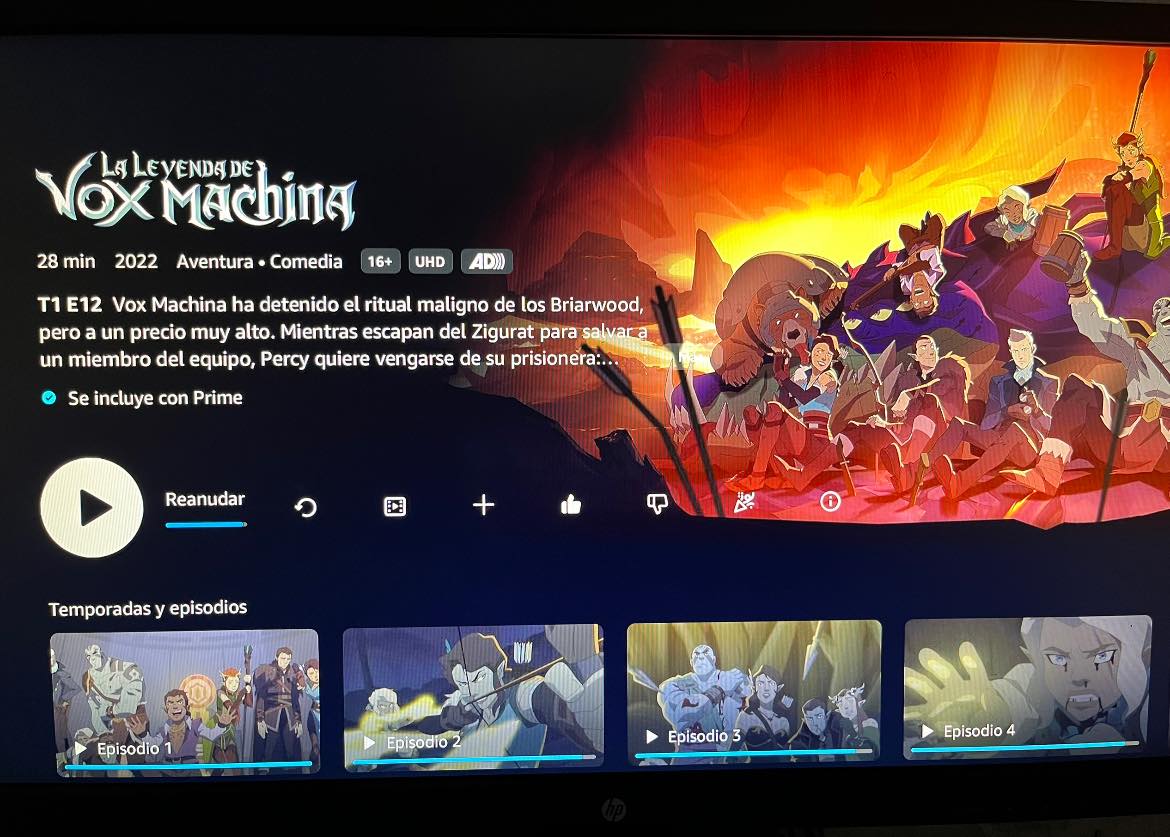 LA LEYENDA DE
VOX MACHINA
28 min 2022 Aventura • Comedia 16+ UHD AD)))
T1 E12 Vox Machina ha detenido el ritual maligno de los Briarwood,
pero a un precio muy alto. Mientras escapan del Zigurat para salvar a
un miembro del equipo, Percy quiere vengarse de su prisionera:...
Se incluye con Prime
Reanudar
Temporadas y episodios
Episodio 1
Episodio 2
Episodio 3
Episodio 4
hp